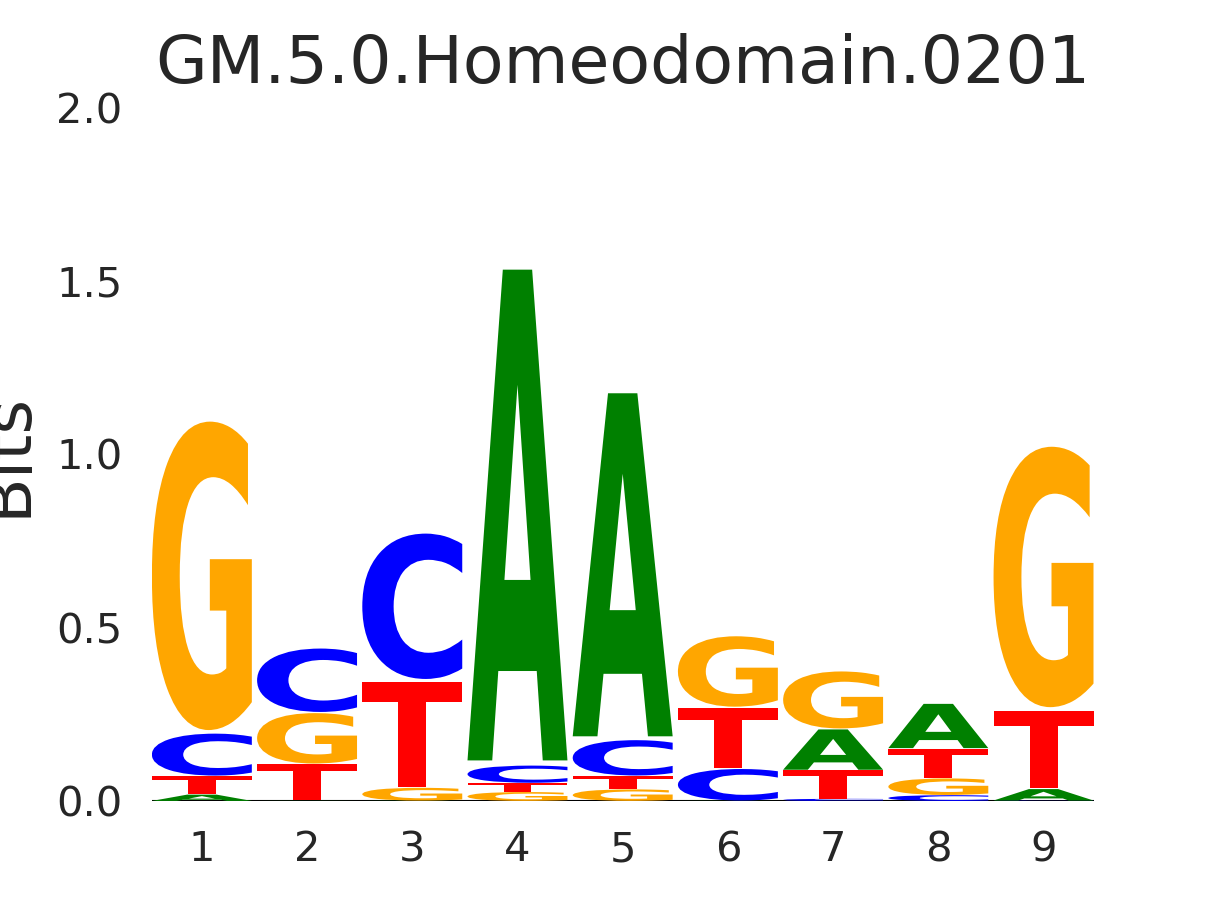 GM.5.0.Homeodomain.0201
2.0
1.5
1.0
0.5
0.0
Bits
G C T A
C G T
C T G
A C T G
A C T G
G T C
G A T
A T G C
G T A
1 2 3 4 5 6 7 8 9